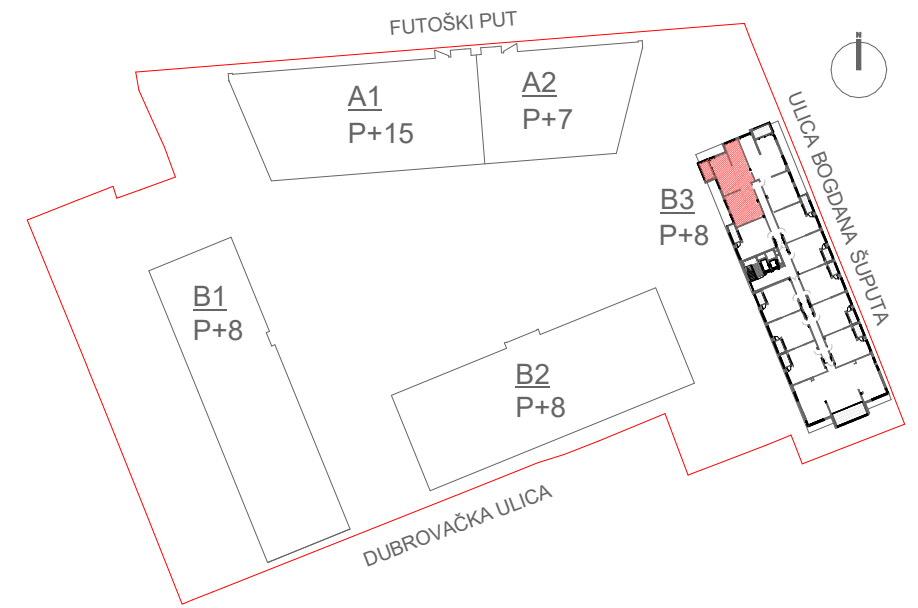 FUTOŠKI PUT
N
A1
P+15
A2
P+7
ULICA BOGDANA ŠUPUTA
B3
P+8
B1
P+8
B2
P+8
DUBROVAČKA ULICA